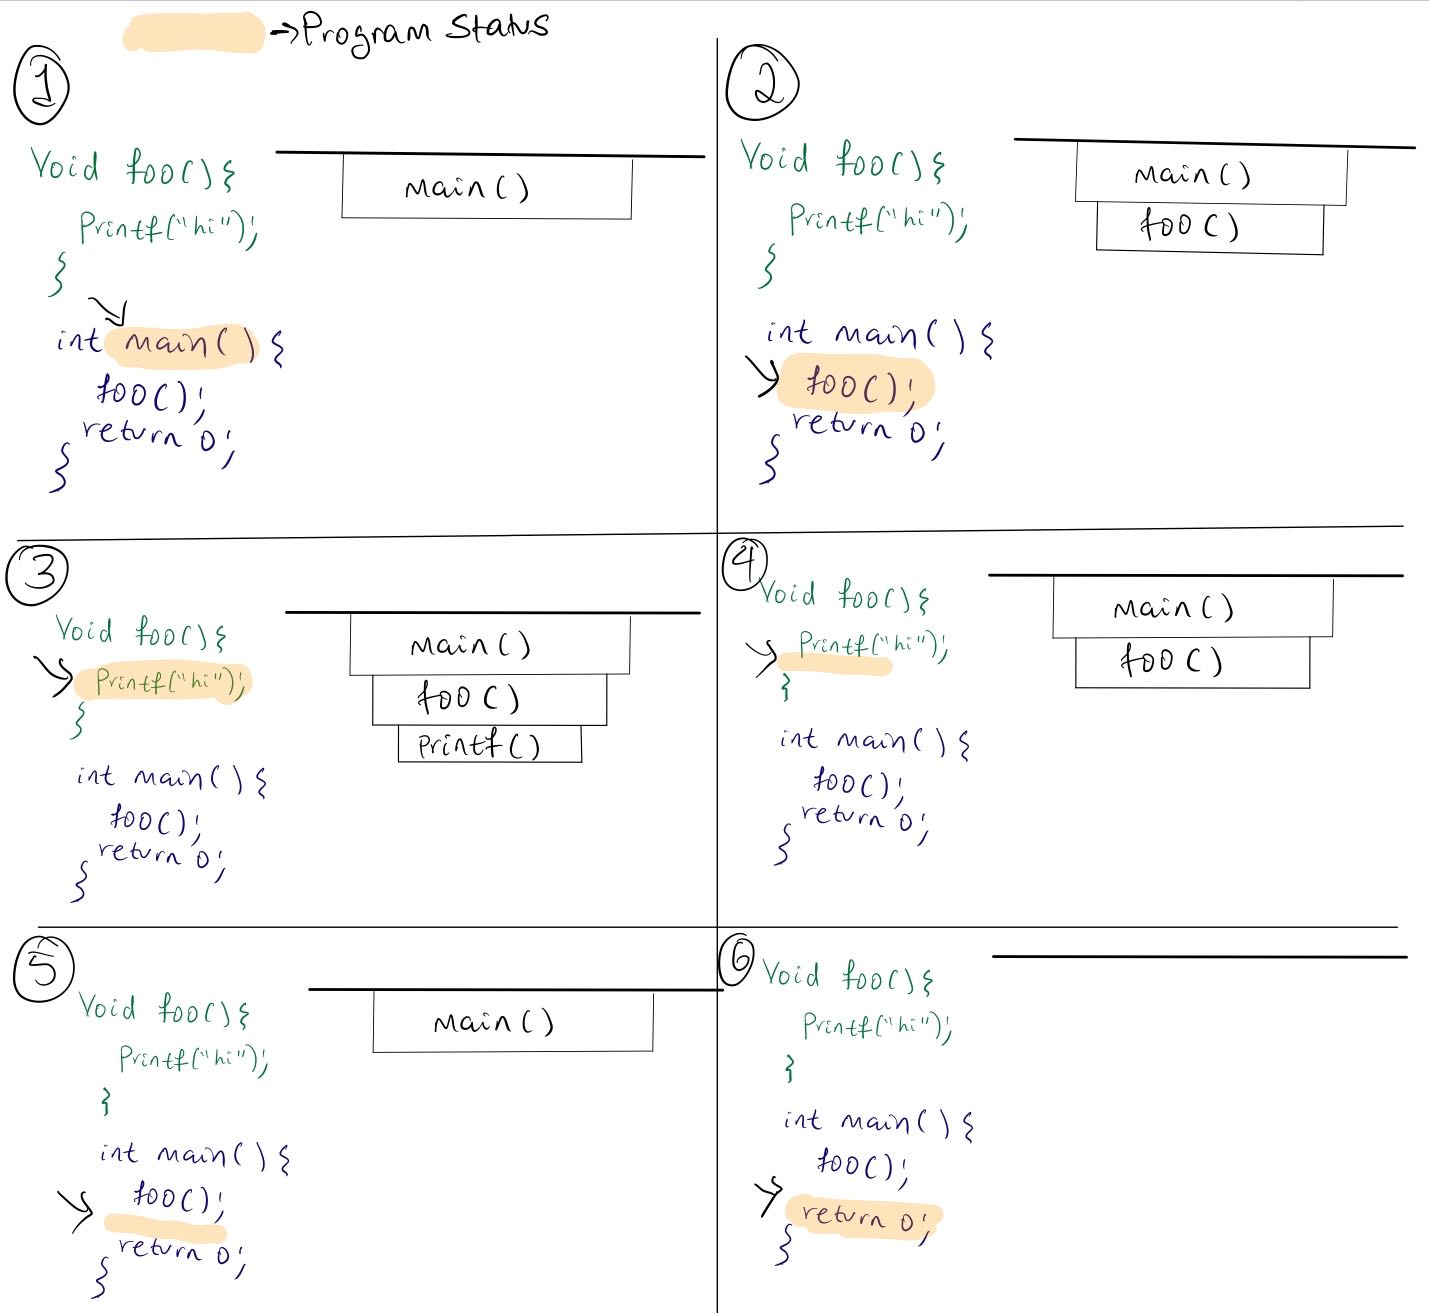 →Program Status
1
Void foo(){
Printf("hi");
}
int main(){
foo();
return 0;
}
main()
2
Void foo(){
Printf("hi");
}
int main(){
foo();
return 0;
}
main()
foo()
3
Void foo(){
Printf("hi");
}
int main(){
foo();
return 0;
}
main()
foo()
printf()
4
Void foo(){
Printf("hi");
}
int main(){
foo();
return 0;
}
main()
foo()
5
Void foo(){
Printf("hi");
}
int main(){
foo();
return 0;
}
main()
6
Void foo(){
Printf("hi");
}
int main(){
foo();
return 0;
}